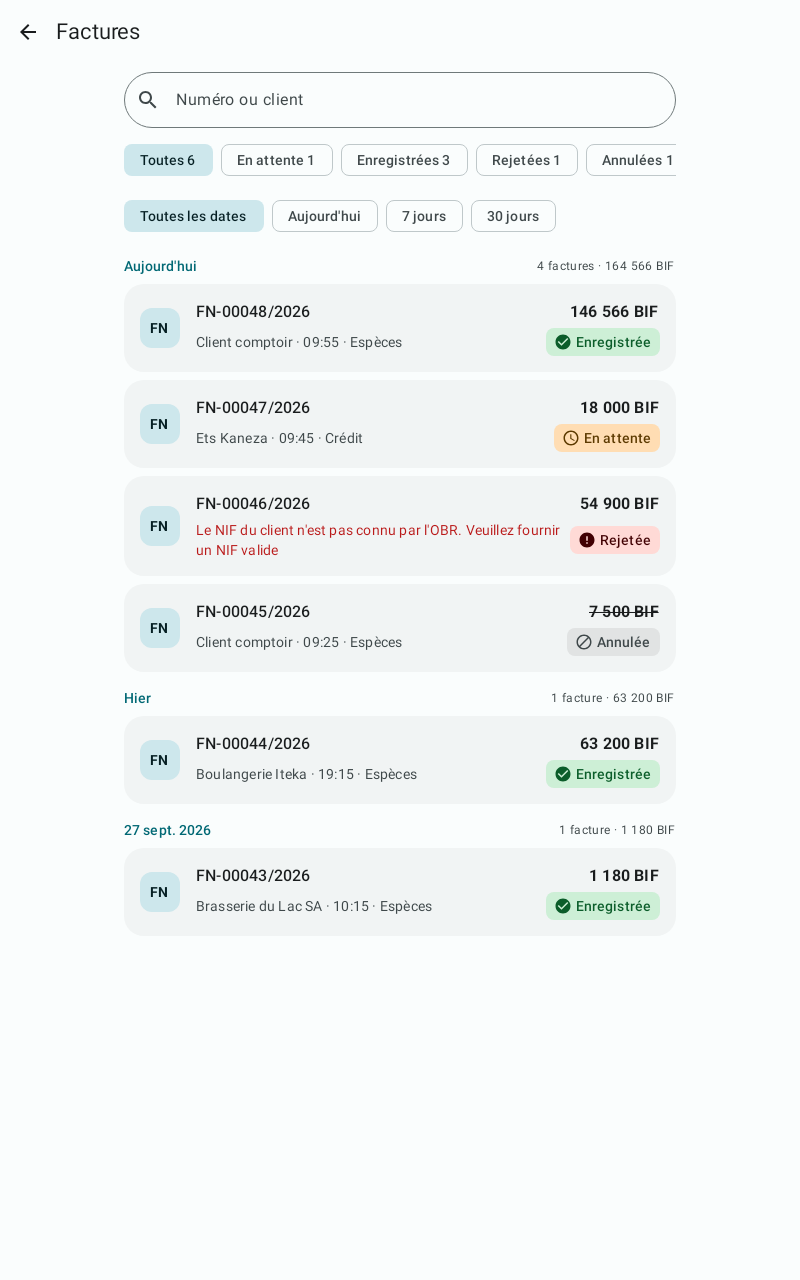 Factures
Numéro ou client
Toutes 6 En attente 1 Enregistrées 3 Rejetées 1 Annulées 1
Toutes les dates Aujourd'hui 7 jours 30 jours
Aujourd'hui 4 factures · 164 566 BIF
FN-00048/2026 146 566 BIF
FN Client comptoir · 09:55 · Espèces Enregistrée
FN-00047/2026 18 000 BIF
FN Ets Kaneza · 09:45 · Crédit En attente
FN-00046/2026 54 900 BIF
FN Le NIF du client n'est pas connu par l'OBR. Veuillez fournir Rejetée
un NIF valide
FN-00045/2026 7 500 BIF
FN Client comptoir · 09:25 · Espèces Annulée
Hier 1 facture · 63 200 BIF
FN-00044/2026 63 200 BIF
FN Boulangerie Iteka · 19:15 · Espèces Enregistrée
27 sept. 2026 1 facture · 1 180 BIF
FN-00043/2026 1 180 BIF
FN Brasserie du Lac SA · 10:15 · Espèces Enregistrée